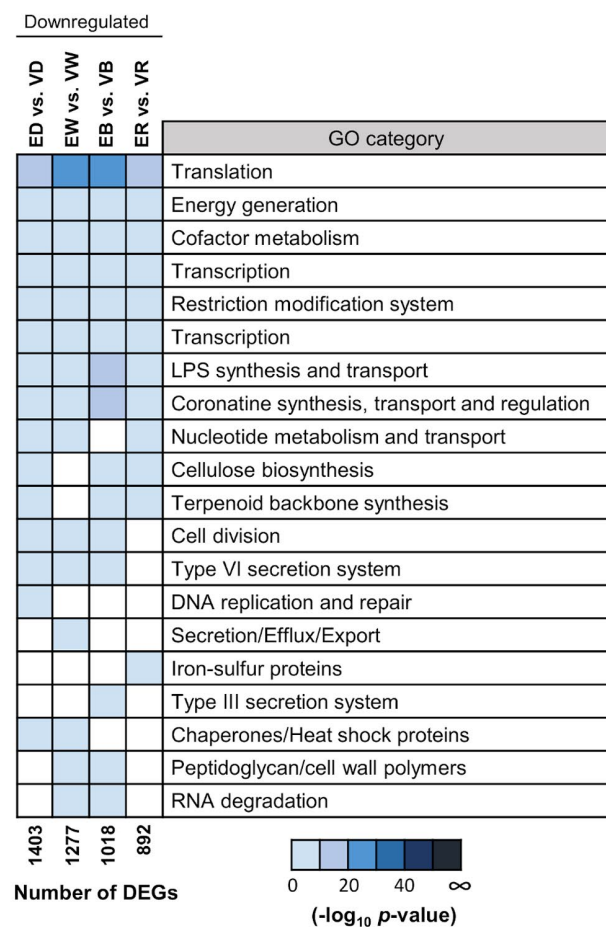 Downregulated
ED vs. VD
EW vs. VW
EB vs. VB
ER vs. VR
GO category
Translation
Energy generation
Cofactor metabolism
Transcription
Restriction modification system
Transcription
LPS synthesis and transport
Coronatine synthesis, transport and regulation
Nucleotide metabolism and transport
Cellulose biosynthesis
Terpenoid backbone synthesis
Cell division
Type VI secretion system
DNA replication and repair
Secretion/Efflux/Export
Iron-sulfur proteins
Type III secretion system
Chaperones/Heat shock proteins
Peptidoglycan/cell wall polymers
RNA degradation
1403
1277
1018
892
Number of DEGs
0 20 40 ∞
(-log₁₀ p-value)